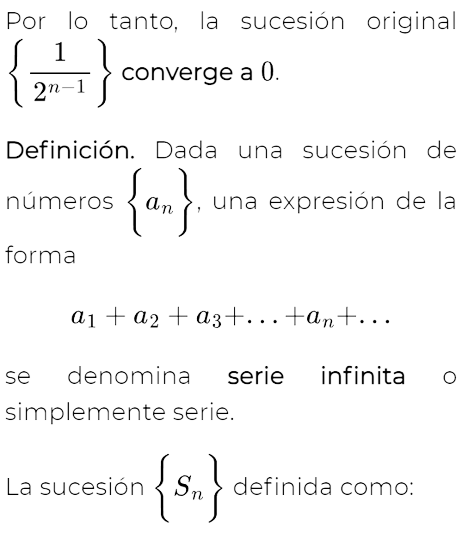 Por lo tanto, la sucesión original
{ 1 / 2^{n−1} } converge a 0.
Definición. Dada una sucesión de
números {a_n}, una expresión de la
forma
a_1 + a_2 + a_3+...+a_n+...
se denomina serie infinita o
simplemente serie.
La sucesión {S_n} definida como: